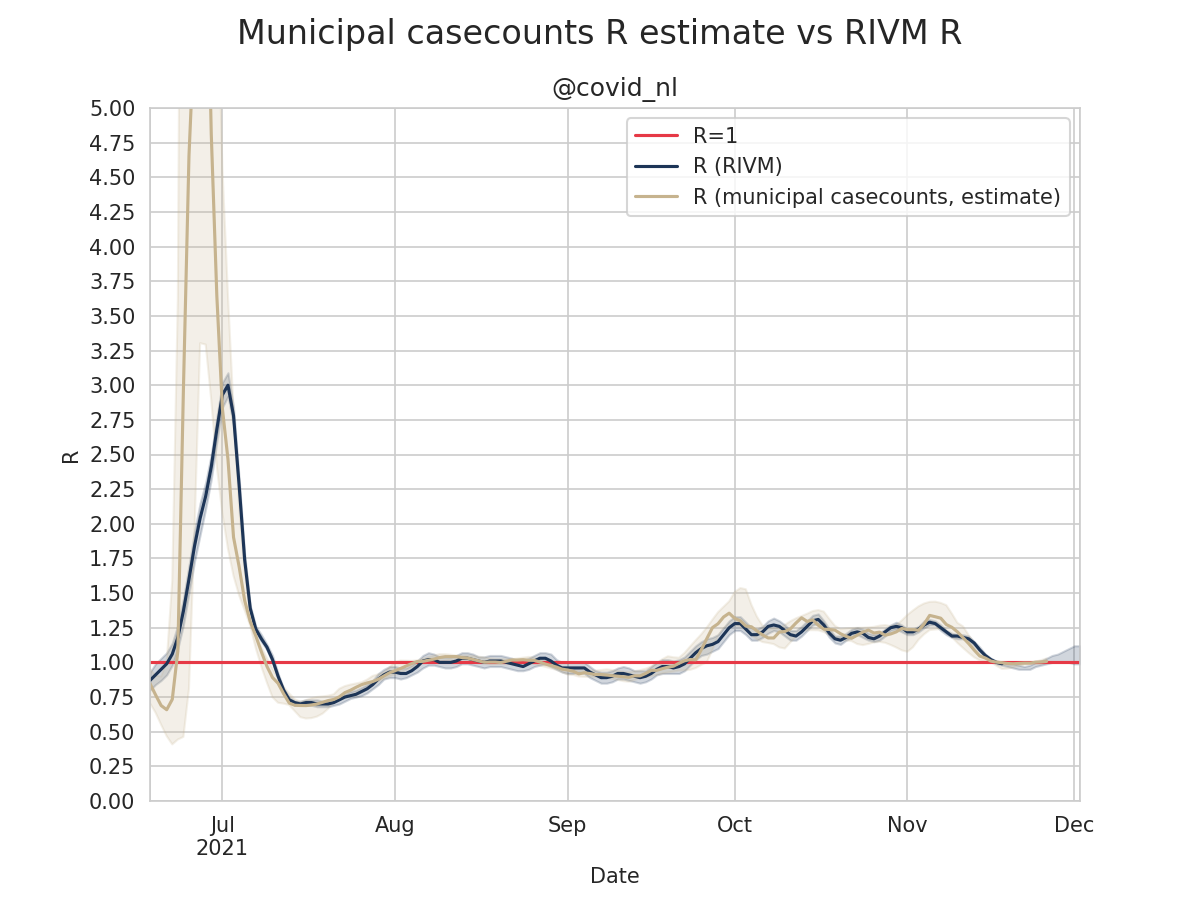 Municipal casecounts R estimate vs RIVM R
@covid_nl
R=1
R (RIVM)
R (municipal casecounts, estimate)
5.00
4.75
4.50
4.25
4.00
3.75
3.50
3.25
3.00
2.75
2.50
2.25
2.00
1.75
1.50
1.25
1.00
0.75
0.50
0.25
0.00
R
Jul Aug Sep Oct Nov Dec
2021
Date